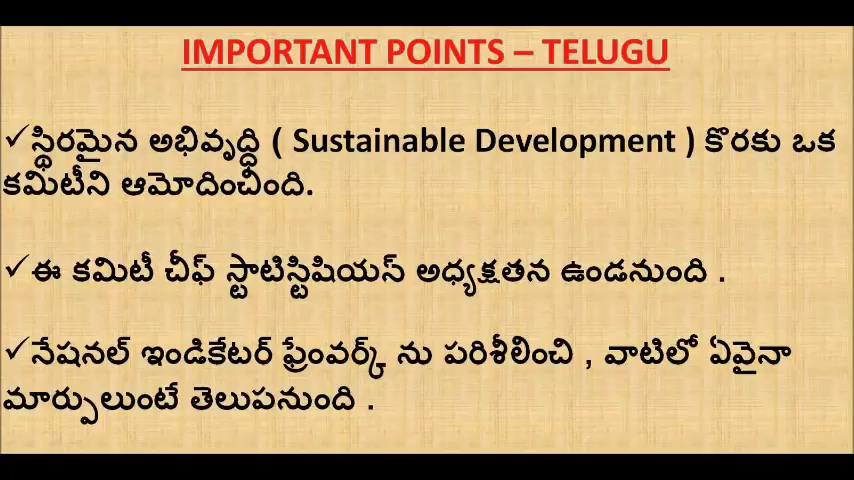 IMPORTANT POINTS – TELUGU
✓స్థిరమైన అభివృద్ధి ( Sustainable Development ) కొరకు ఒక
కమిటీని ఆమోదించింది.
✓ఈ కమిటీ చీఫ్ స్టాటిస్టిషియన్ అధ్యక్షతన ఉండనుంది .
✓నేషనల్ ఇండికేటర్ ఫ్రేంవర్క్ ను పరిశీలించి , వాటిలో ఏవైనా
మార్పులుంటే తెలుపనుంది .